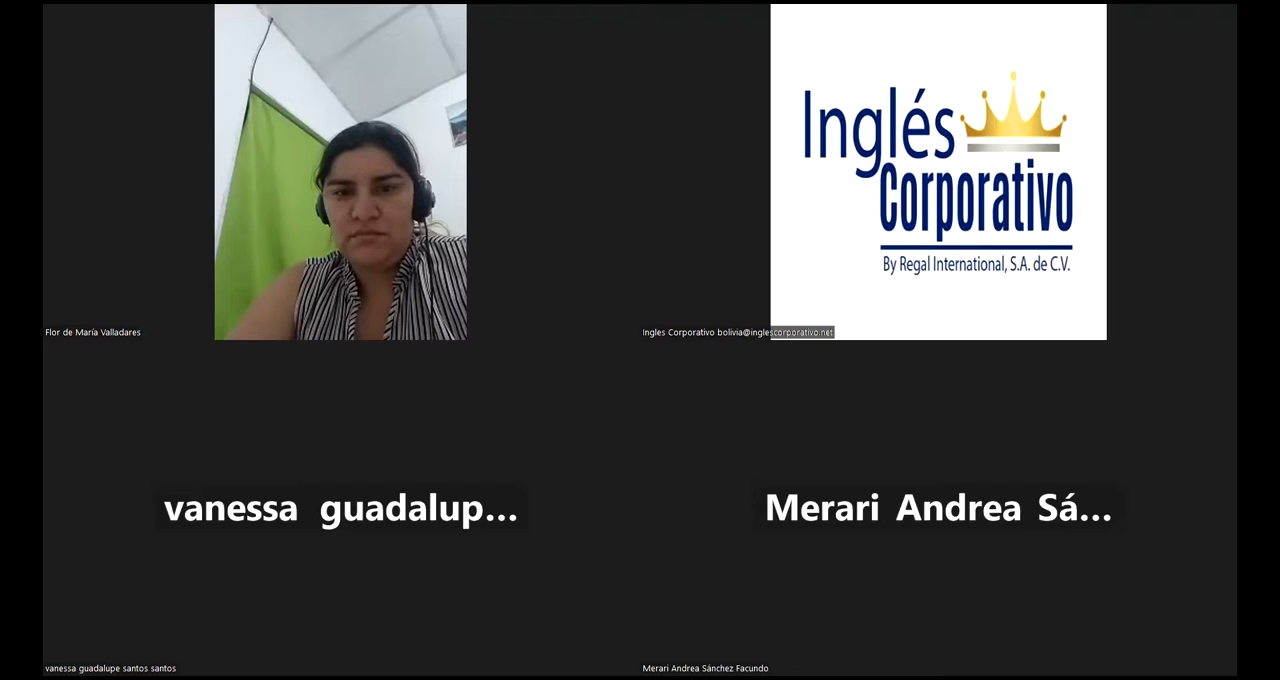 Inglés
Corporativo
By Regal International, S.A. de C.V.
Flor de María Valladares
Ingles Corporativo bolivia@inglescorporativo.net
vanessa guadalup...
Merari Andrea Sá...
vanessa guadalupe santos santos
Merari Andrea Sánchez Facundo